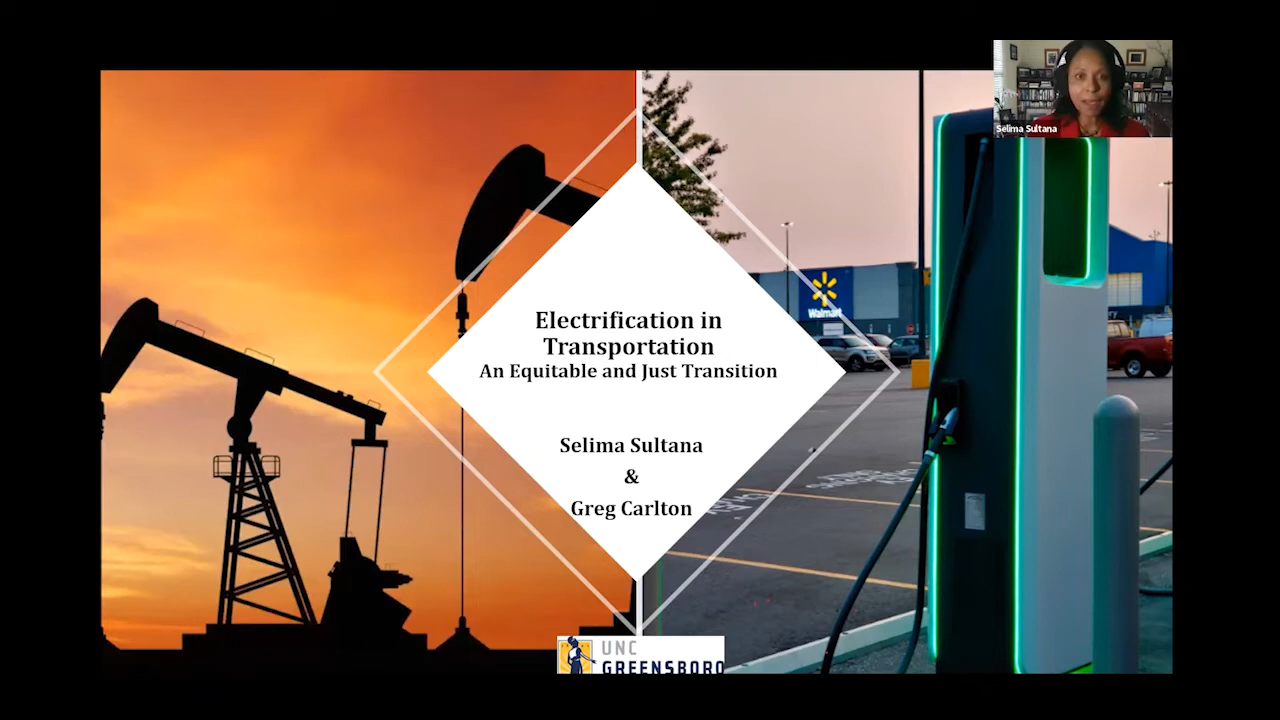 Selima Sultana
Walmart
Electrification in
Transportation
An Equitable and Just Transition
Selima Sultana
&
Greg Carlton
UNC
GREENSBORO